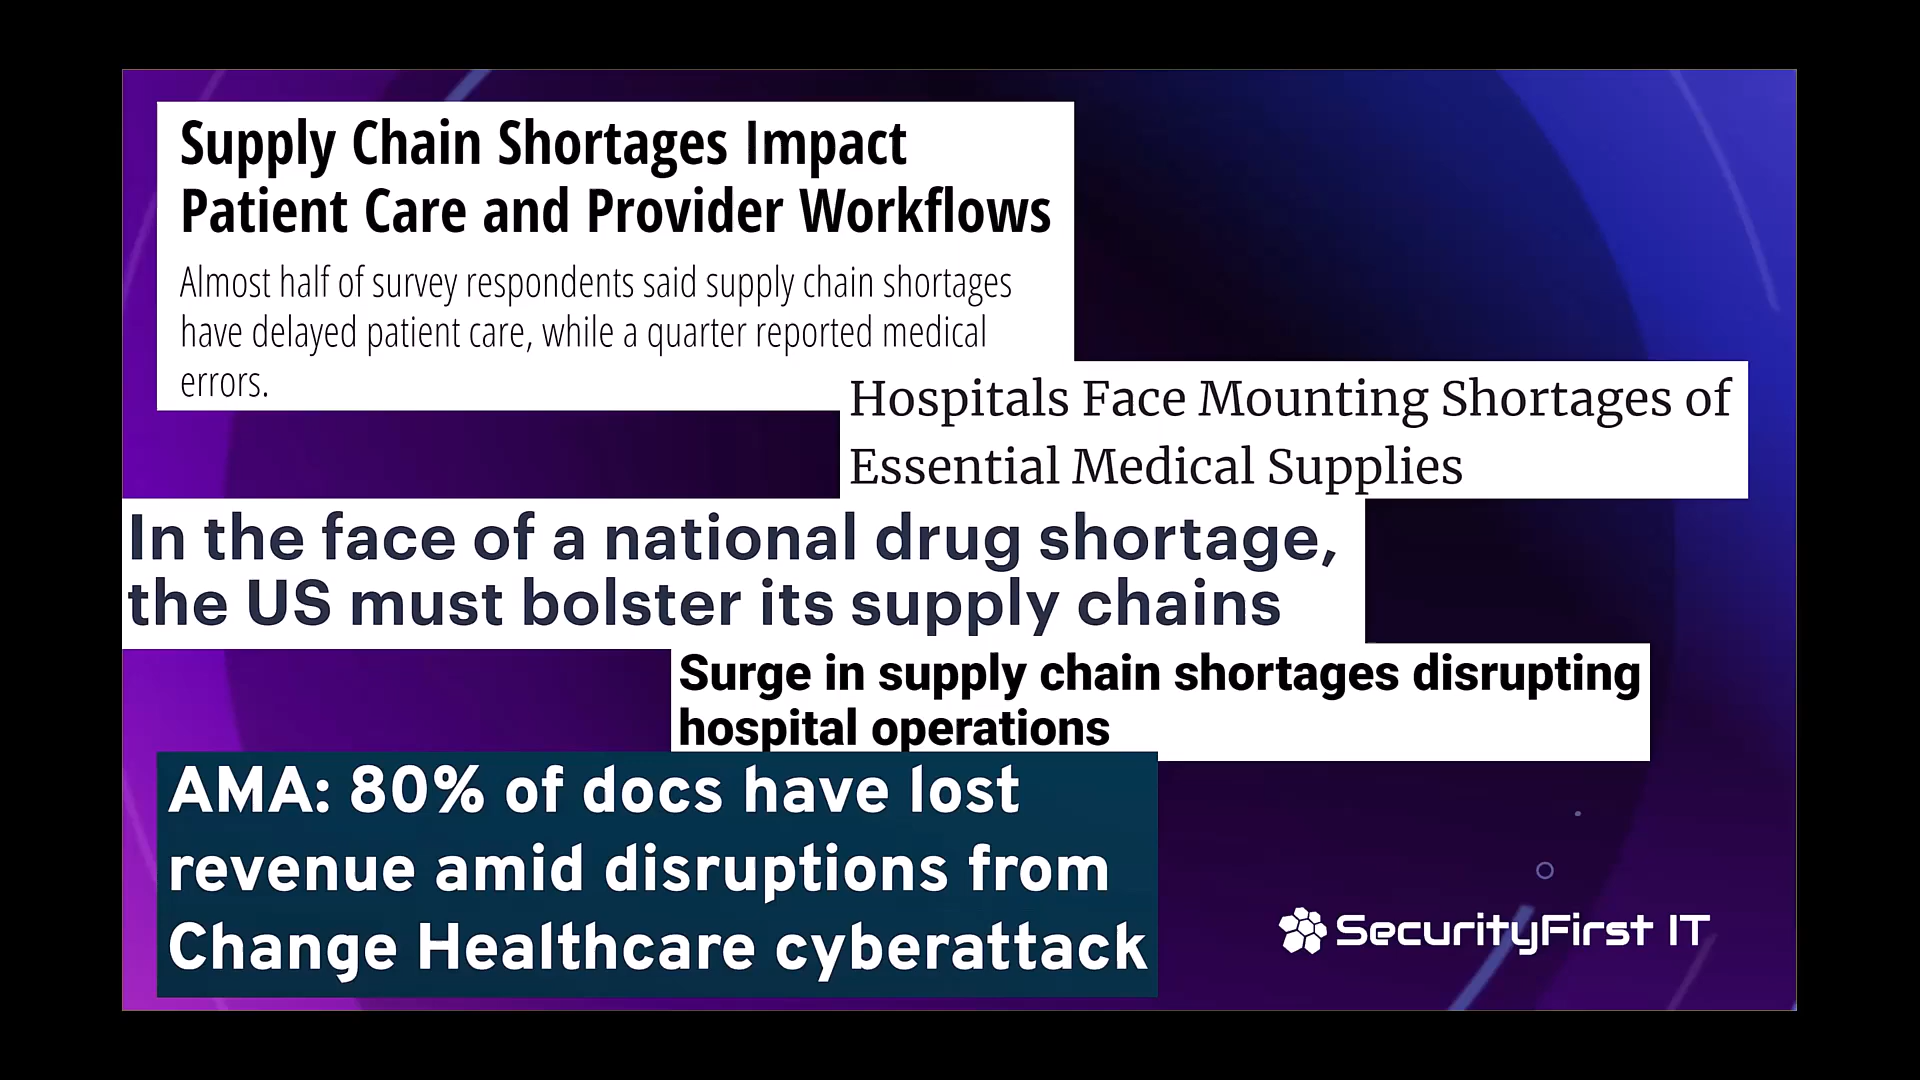 Supply Chain Shortages Impact
Patient Care and Provider Workflows
Almost half of survey respondents said supply chain shortages
have delayed patient care, while a quarter reported medical
errors.
Hospitals Face Mounting Shortages of
Essential Medical Supplies
In the face of a national drug shortage,
the US must bolster its supply chains
Surge in supply chain shortages disrupting
hospital operations
AMA: 80% of docs have lost
revenue amid disruptions from
Change Healthcare cyberattack
SecurityFirst IT